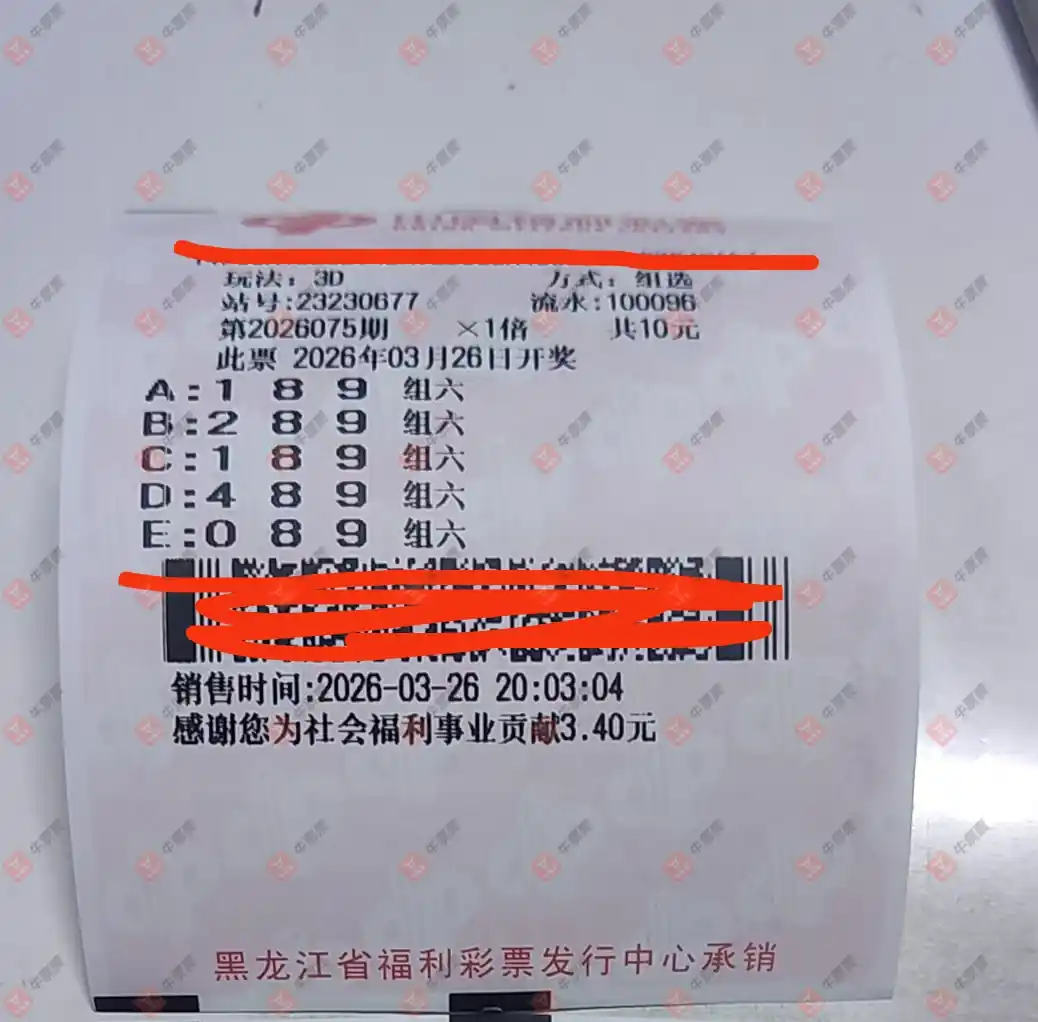 玩法：3D 方式：组选
站号:23230677 流水:100096
第2026075期 ×1倍 共10元
此票 2026年03月26日开奖
A:1 8 9 组六
B:2 8 9 组六
C:1 8 9 组六
D:4 8 9 组六
E:0 8 9 组六
销售时间:2026-03-26 20:03:04
感谢您为社会福利事业贡献3.40元
黑龙江省福利彩票发行中心承销